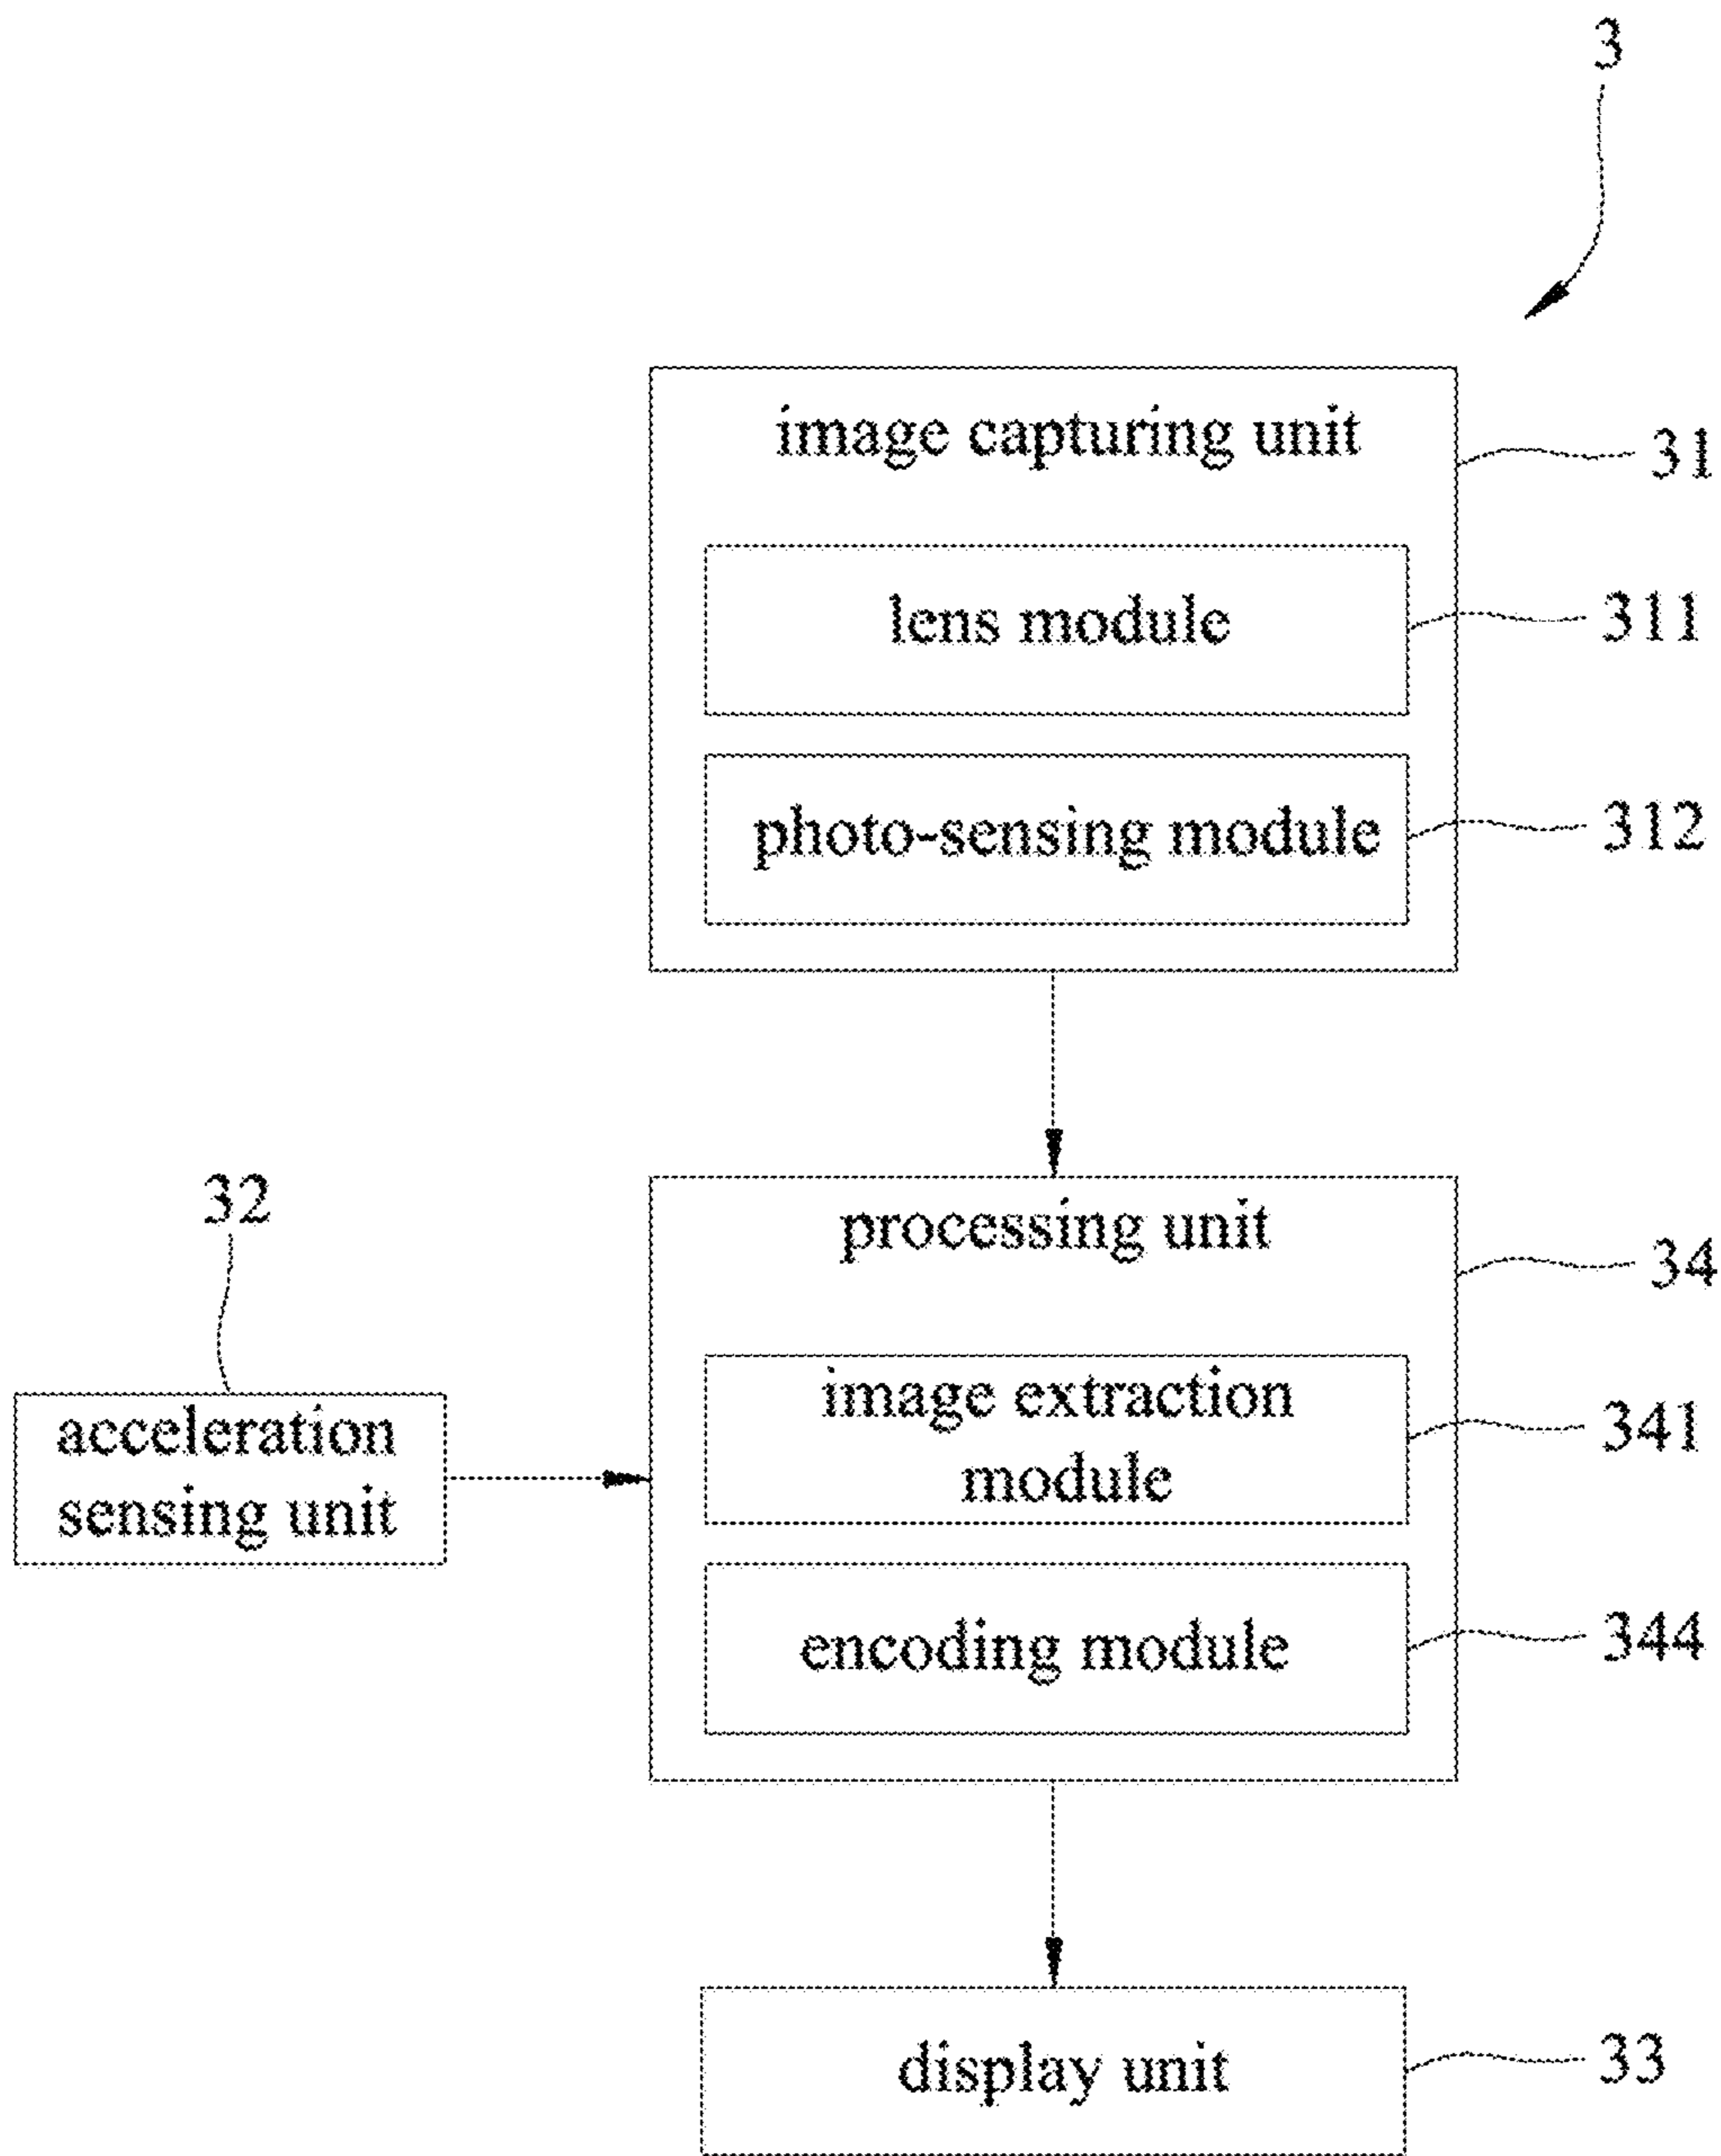 3
image capturing unit
31
lens module
311
photo-sensing module
312
32
processing unit
34
acceleration
sensing unit
image extraction
module
341
encoding module
344
display unit
33